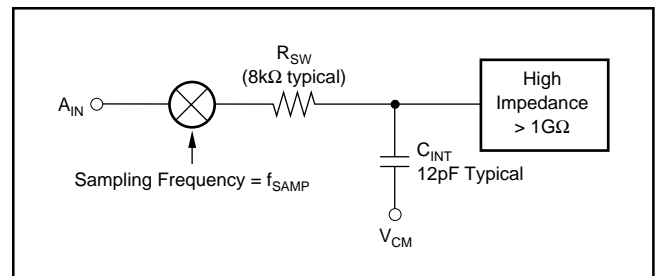 R_SW
(8kΩ typical)
A_IN
High
Impedance
> 1GΩ
C_INT
12pF Typical
Sampling Frequency = f_SAMP
V_CM